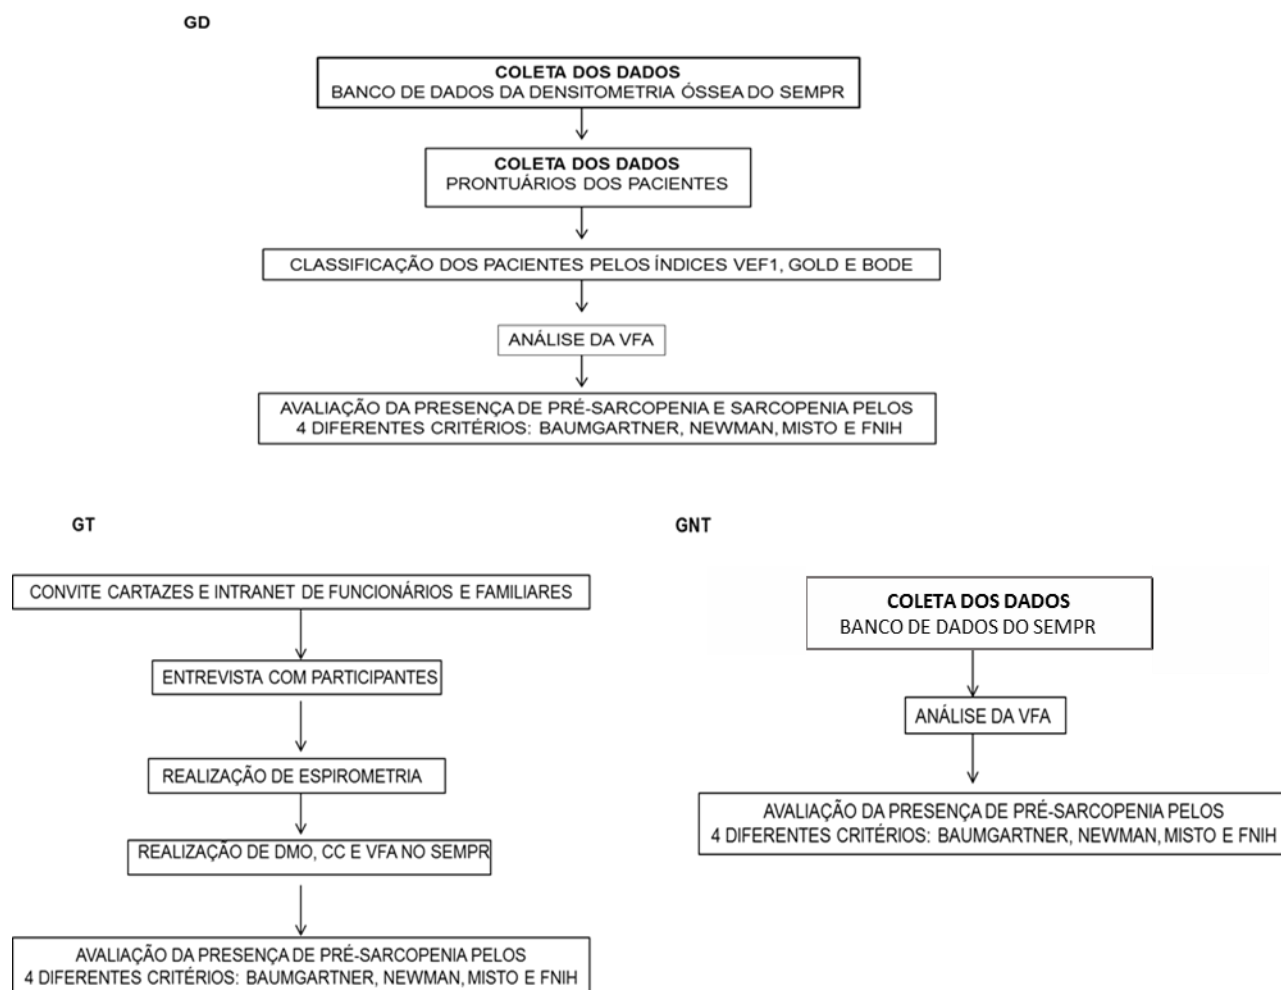 GD
COLETA DOS DADOS
BANCO DE DADOS DA DENSITOMETRIA ÓSSEA DO SEMPR
COLETA DOS DADOS
PRONTUÁRIOS DOS PACIENTES
CLASSIFICAÇÃO DOS PACIENTES PELOS ÍNDICES VEF1, GOLD E BODE
ANÁLISE DA VFA
AVALIAÇÃO DA PRESENÇA DE PRÉ-SARCOPENIA E SARCOPENIA PELOS
4 DIFERENTES CRITÉRIOS: BAUMGARTNER, NEWMAN, MISTO E FNIH
GT
CONVITE CARTAZES E INTRANET DE FUNCIONÁRIOS E FAMILIARES
ENTREVISTA COM PARTICIPANTES
REALIZAÇÃO DE ESPIROMETRIA
REALIZAÇÃO DE DMO, CC E VFA NO SEMPR
AVALIAÇÃO DA PRESENÇA DE PRÉ-SARCOPENIA PELOS
4 DIFERENTES CRITÉRIOS: BAUMGARTNER, NEWMAN, MISTO E FNIH
GNT
COLETA DOS DADOS
BANCO DE DADOS DO SEMPR
ANÁLISE DA VFA
AVALIAÇÃO DA PRESENÇA DE PRÉ-SARCOPENIA PELOS
4 DIFERENTES CRITÉRIOS: BAUMGARTNER, NEWMAN, MISTO E FNIH